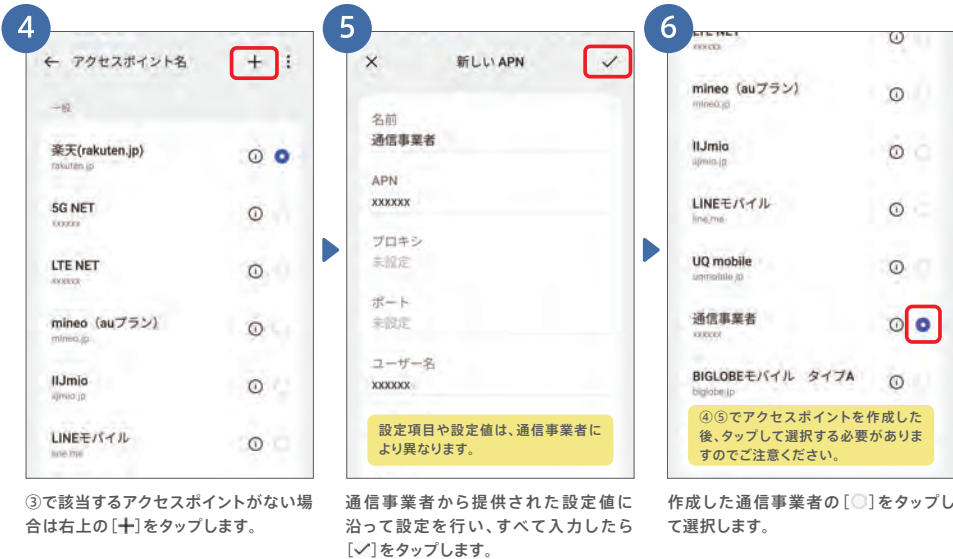 4
← アクセスポイント名 + ⋮
一般
楽天(rakuten.jp)
rakuten.jp
5G NET
xxxxxx
LTE NET
xxxxxx
mineo（auプラン）
mineo.jp
IIJmio
iijmio.jp
LINEモバイル
line.me
③で該当するアクセスポイントがない場
合は右上の[+]をタップします。
5
× 新しい APN ✓
名前
通信事業者
APN
xxxxxx
プロキシ
未設定
ポート
未設定
ユーザー名
xxxxxx
設定項目や設定値は、通信事業者に
より異なります。
通信事業者から提供された設定値に
沿って設定を行い、すべて入力したら
[✓]をタップします。
6
LTE NET
xxxxxx
mineo（auプラン）
mineo.jp
IIJmio
iijmio.jp
LINEモバイル
line.me
UQ mobile
uqmobile.jp
通信事業者
xxxxxx
BIGLOBEモバイル　タイプA
biglobe.jp
④⑤でアクセスポイントを作成した
後、タップして選択する必要がありま
すのでご注意ください。
作成した通信事業者の[○]をタップし
て選択します。